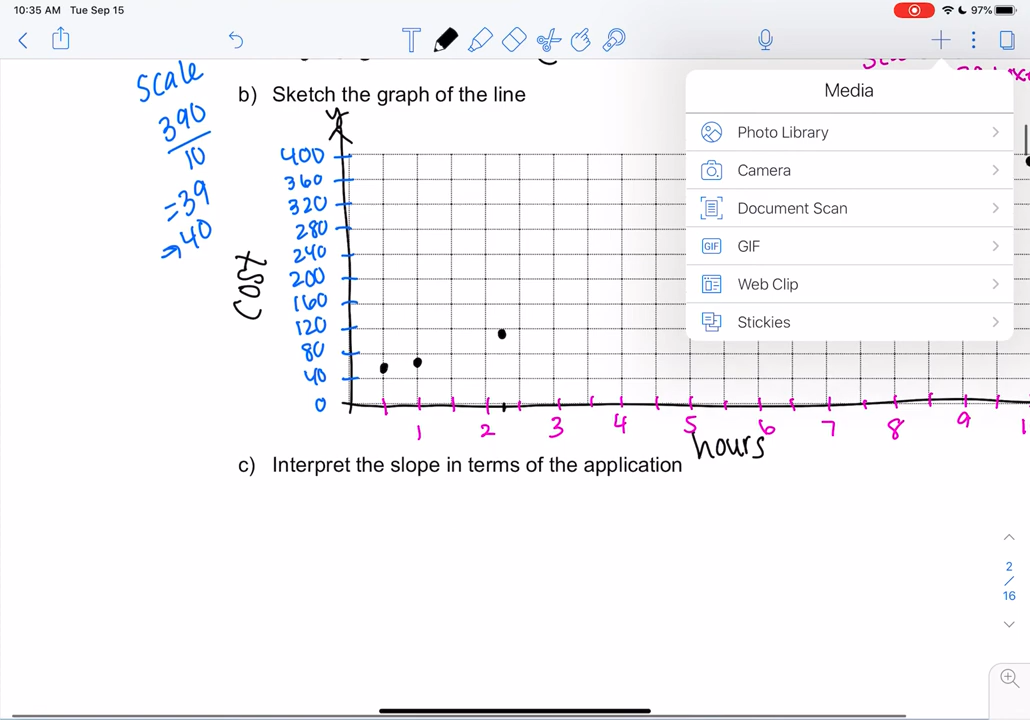 10:35 AM Tue Sep 15
97%
T
Scale
390
10
=39
→40
b) Sketch the graph of the line
y
400
360
320
280
240
200
160
120
80
40
0
Cost
1 2 3 4 5 6 7 8 9 1
hours
c) Interpret the slope in terms of the application
Media
Photo Library
Camera
Document Scan
GIF GIF
Web Clip
Stickies
2
/
16